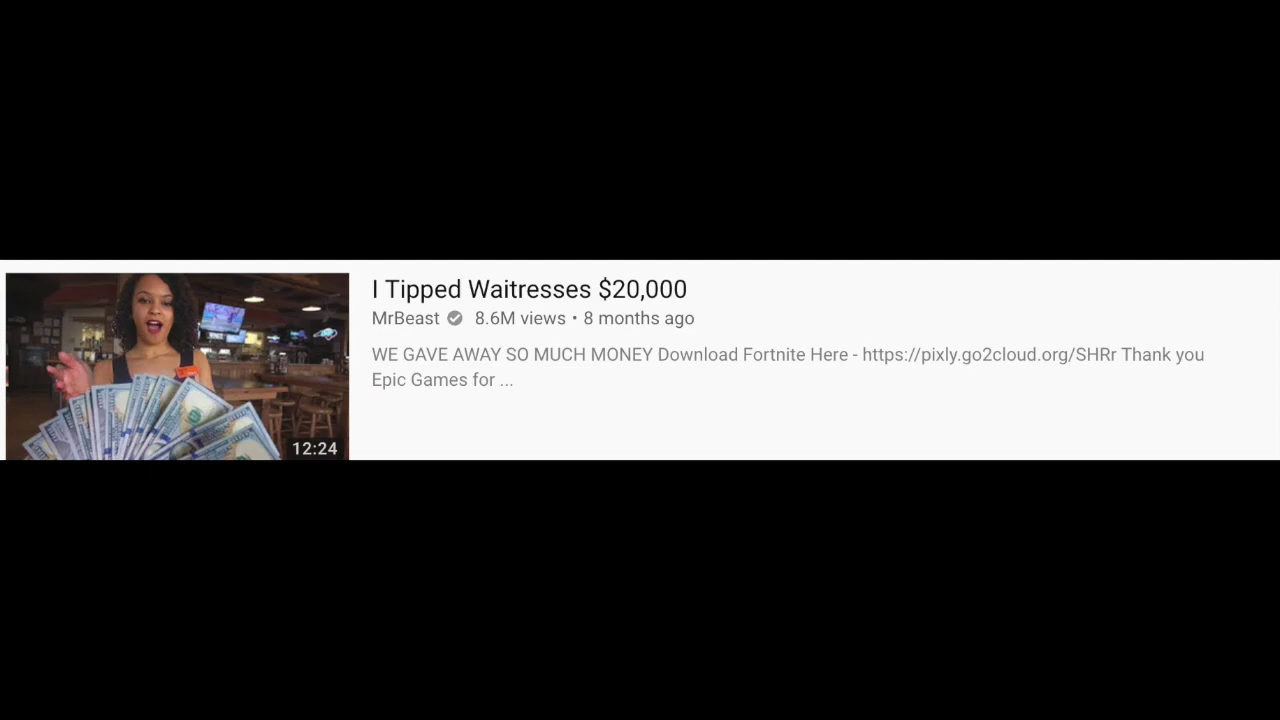 I Tipped Waitresses $20,000
MrBeast 8.6M views • 8 months ago
WE GAVE AWAY SO MUCH MONEY Download Fortnite Here - https://pixly.go2cloud.org/SHRr Thank you
Epic Games for ...
12:24